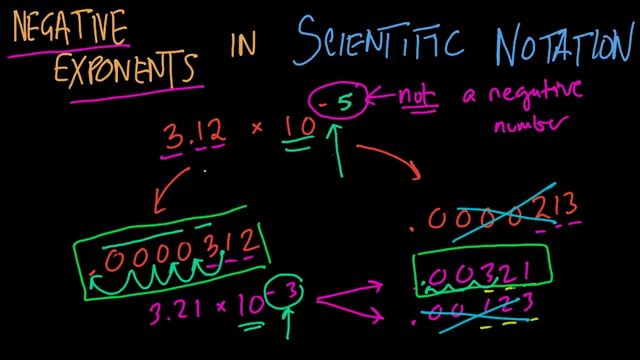 NEGATIVE EXPONENTS IN SCIENTIFIC NOTATION
3.12 × 10⁻⁵ ← not a negative number
.0000213
.0000312
.00321
3.21 × 10⁻³
.00123